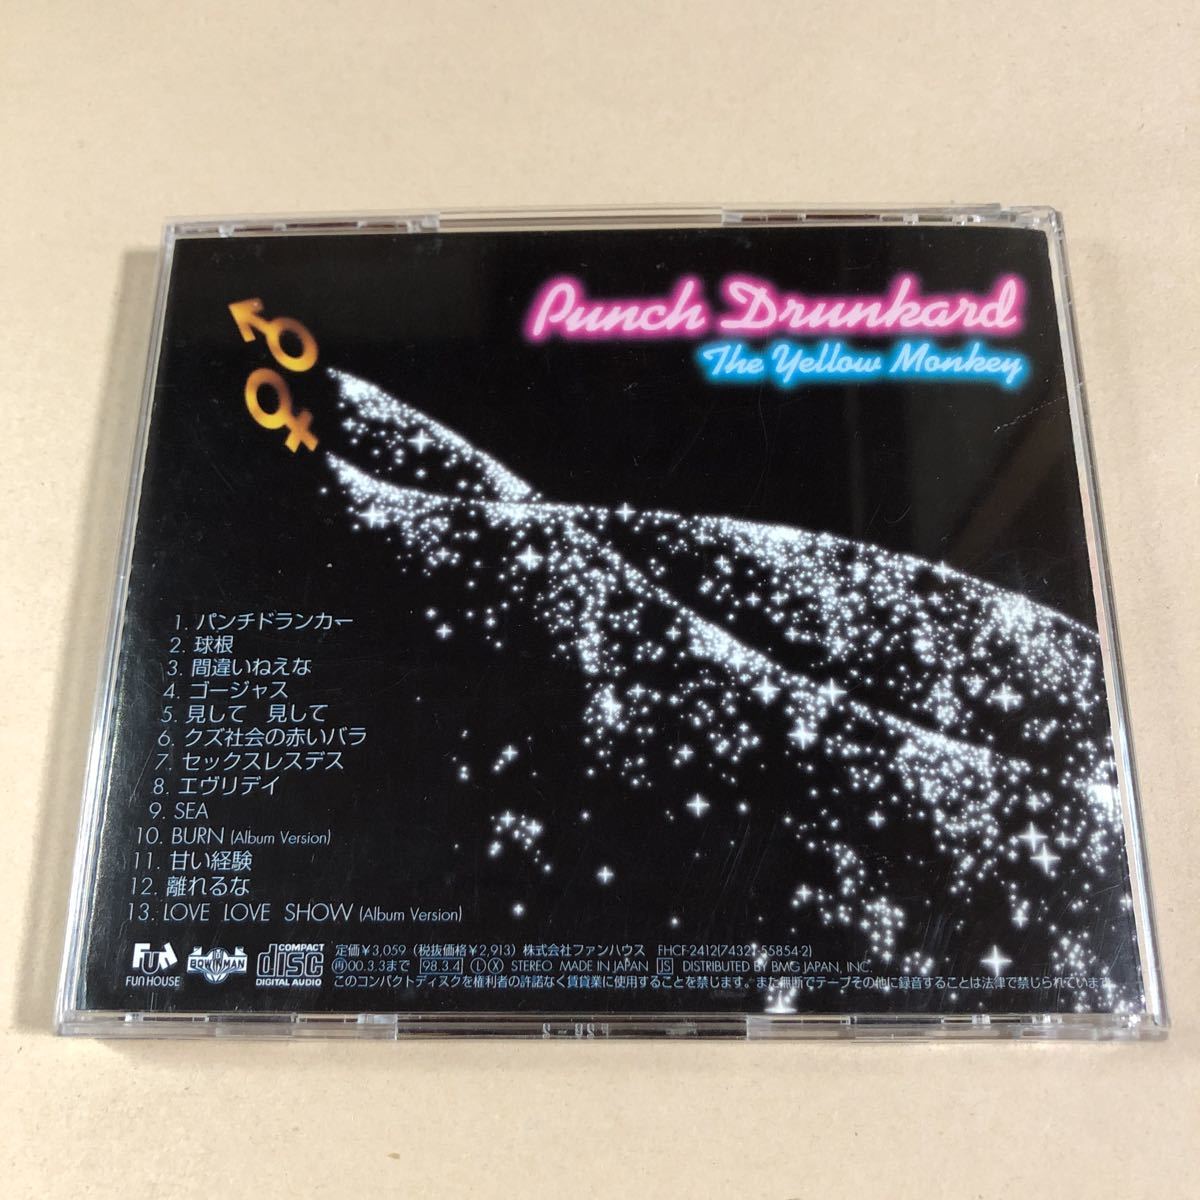 Punch Drunkard
The Yellow Monkey
1. パンチドランカー
2. 球根
3. 間違いねえな
4. ゴージャス
5. 見して 見して
6. クズ社会の赤いバラ
7. セックスレスデス
8. エヴリデイ
9. SEA
10. BURN (Album Version)
11. 甘い経験
12. 離れるな
13. LOVE LOVE SHOW (Album Version)
FUN
FUN HOUSE
BOWINMAN
COMPACT
disc
DIGITAL AUDIO
定価¥3,059(税抜価格¥2,913)株式会社ファンハウス FHCF-2412(74321-55854-2)
再00.3.3まで 98.3.4 L X STEREO MADE IN JAPAN JS DISTRIBUTED BY BMG JAPAN, INC.
このコンパクトディスクを権利者の許諾なく賃貸業に使用することを禁じます。また無断でテープその他に録音することは法律で禁じられています。